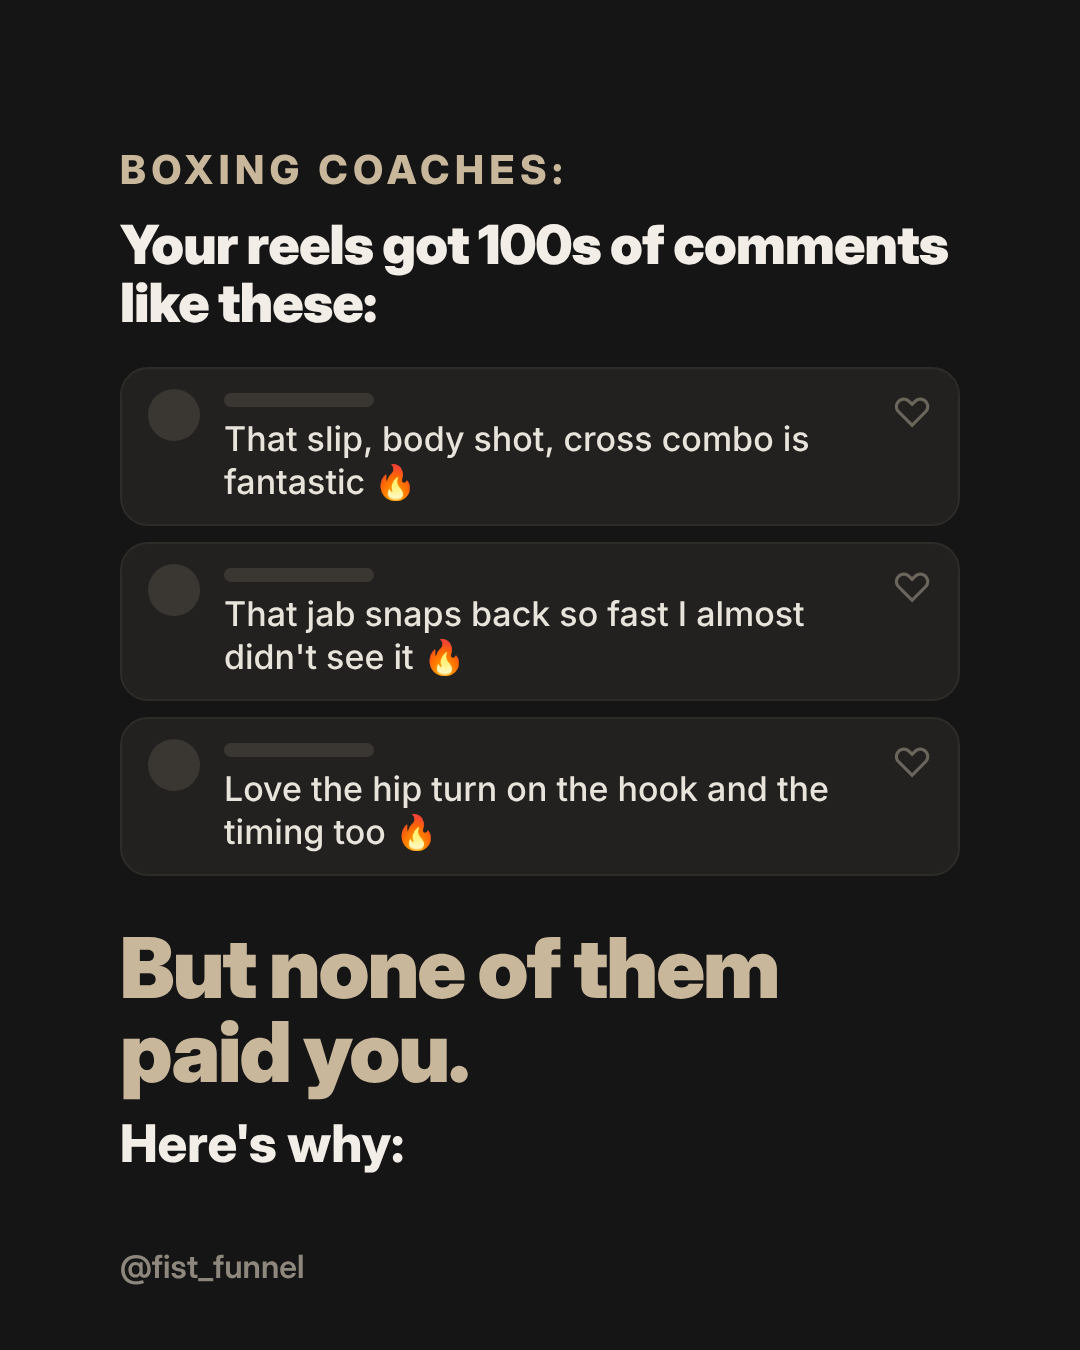 BOXING COACHES:
Your reels got 100s of comments
like these:
That slip, body shot, cross combo is
fantastic 🔥
That jab snaps back so fast I almost
didn't see it 🔥
Love the hip turn on the hook and the
timing too 🔥
But none of them
paid you.
Here's why:
@fist_funnel